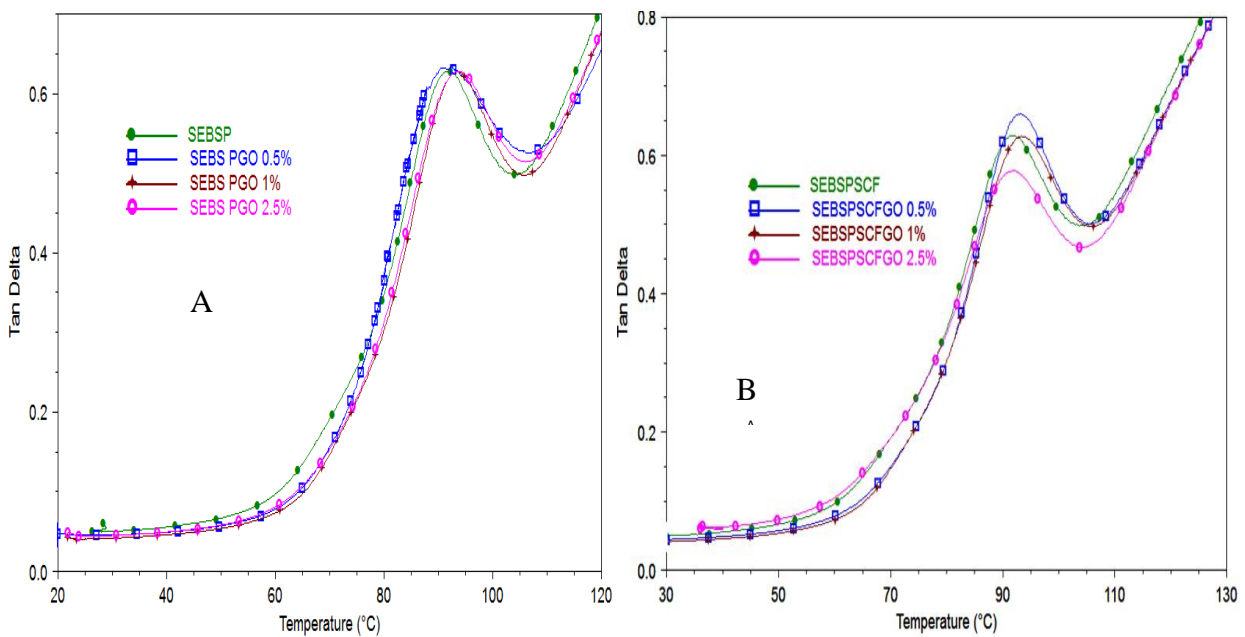 Tan Delta
0.6
0.4
0.2
0.0
SEBSP
SEBS PGO 0.5%
SEBS PGO 1%
SEBS PGO 2.5%
A
20
40
60
80
100
120
Temperature (°C)
Tan Delta
0.8
0.6
0.4
0.2
0.0
SEBSPSCF
SEBSPSCFGO 0.5%
SEBSPSCFGO 1%
SEBSPSCFGO 2.5%
B
30
50
70
90
110
130
Temperature (°C)